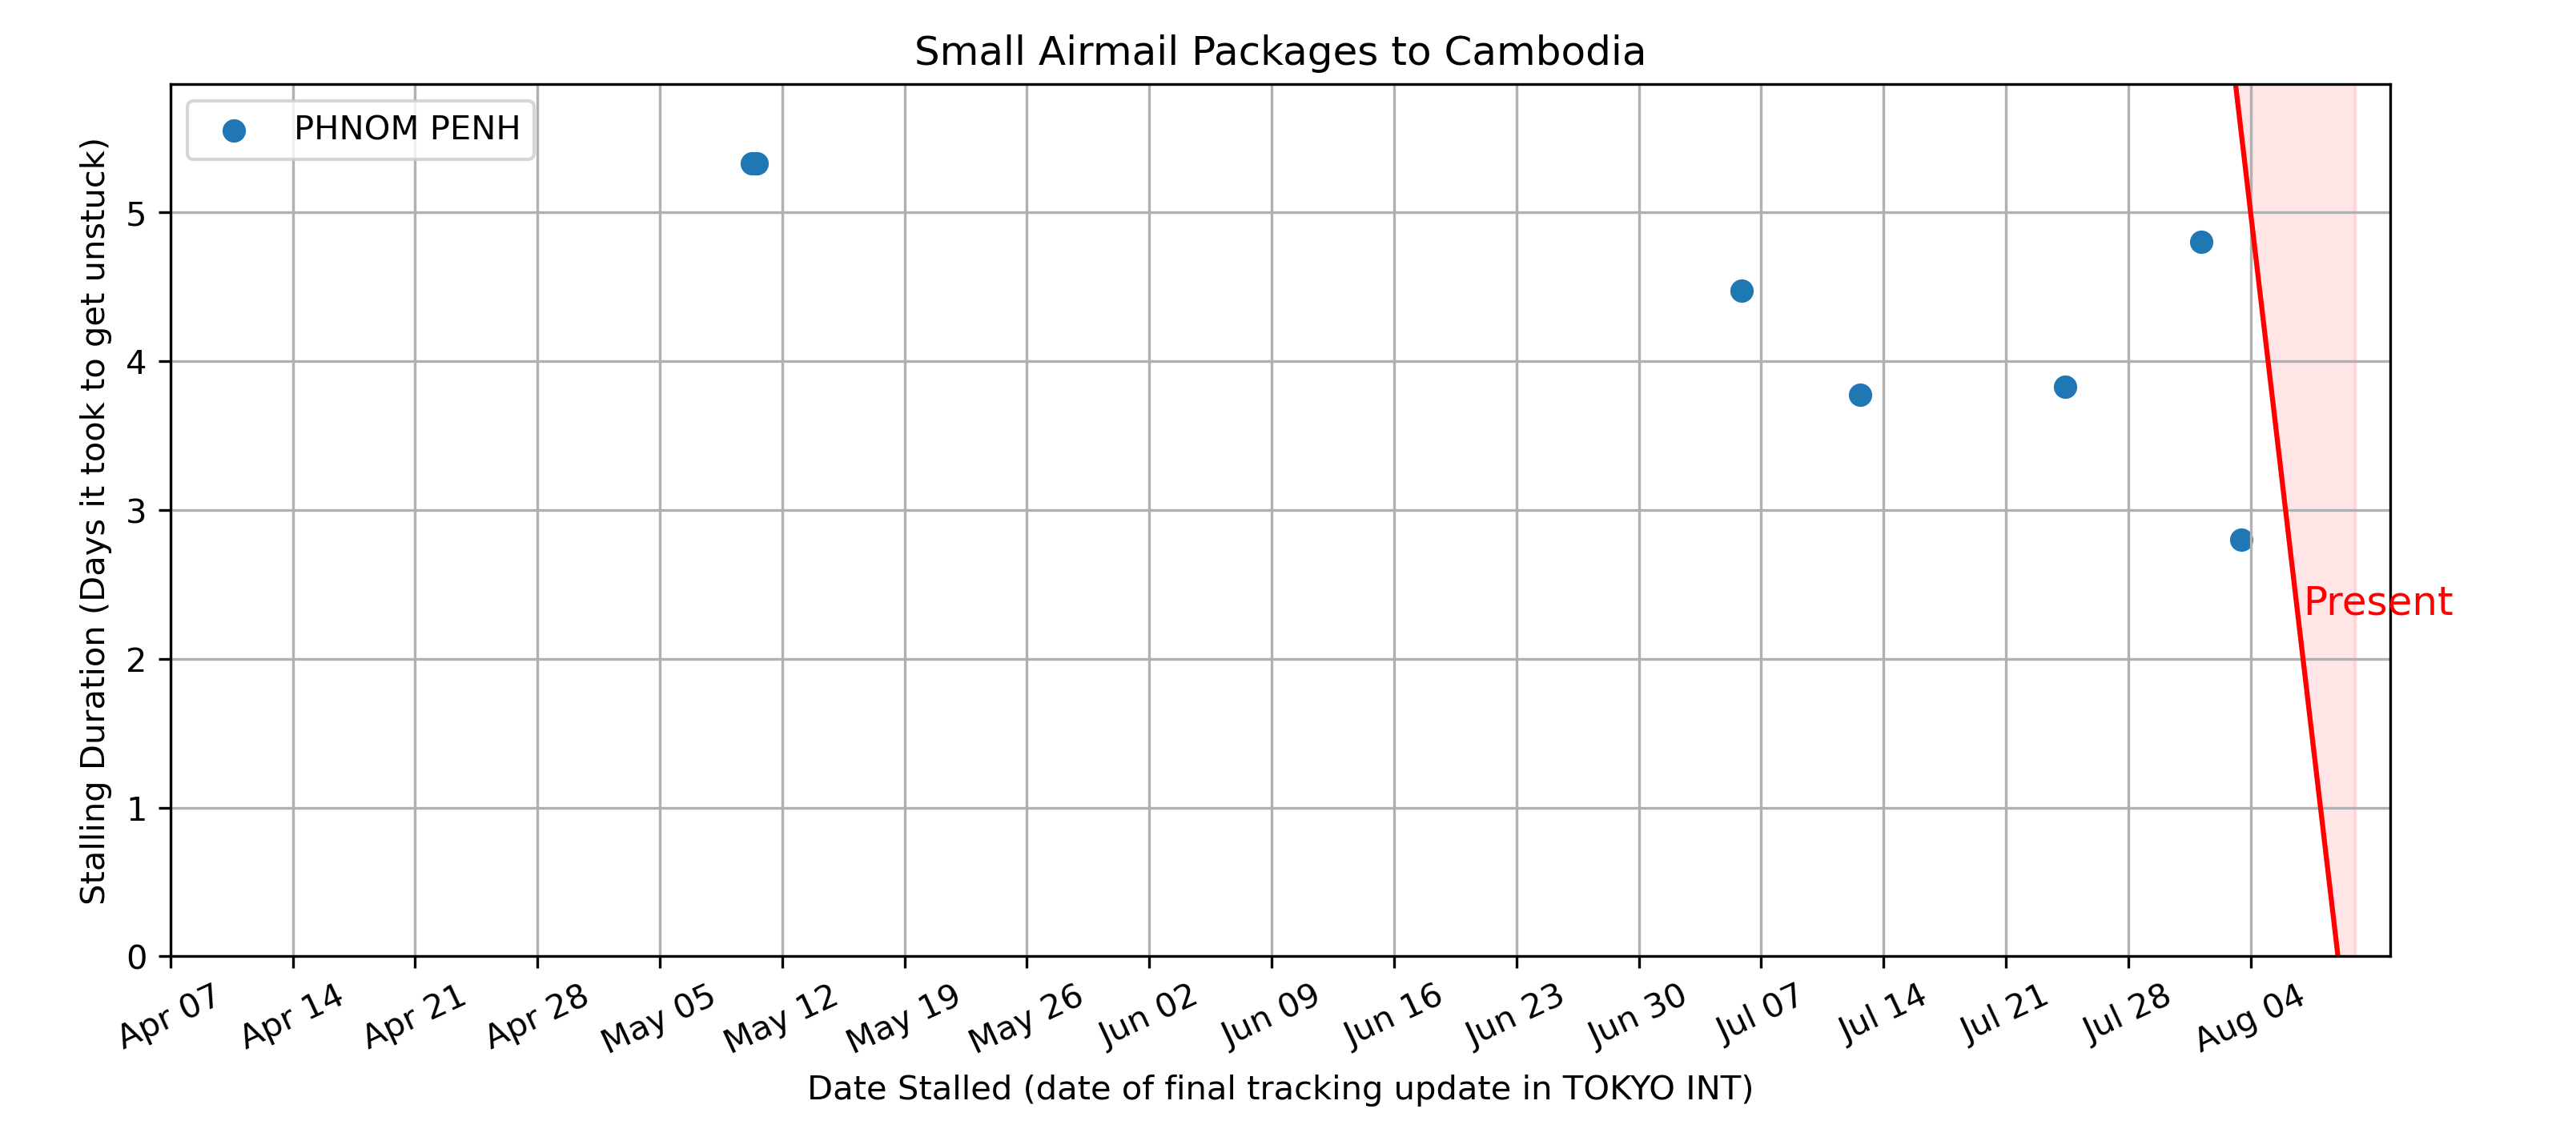 Small Airmail Packages to Cambodia
PHNOM PENH
Stalling Duration (Days it took to get unstuck)
5
4
3
2
1
0
Present
Apr 07
Apr 14
Apr 21
Apr 28
May 05
May 12
May 19
May 26
Jun 02
Jun 09
Jun 16
Jun 23
Jun 30
Jul 07
Jul 14
Jul 21
Jul 28
Aug 04
Date Stalled (date of final tracking update in TOKYO INT)